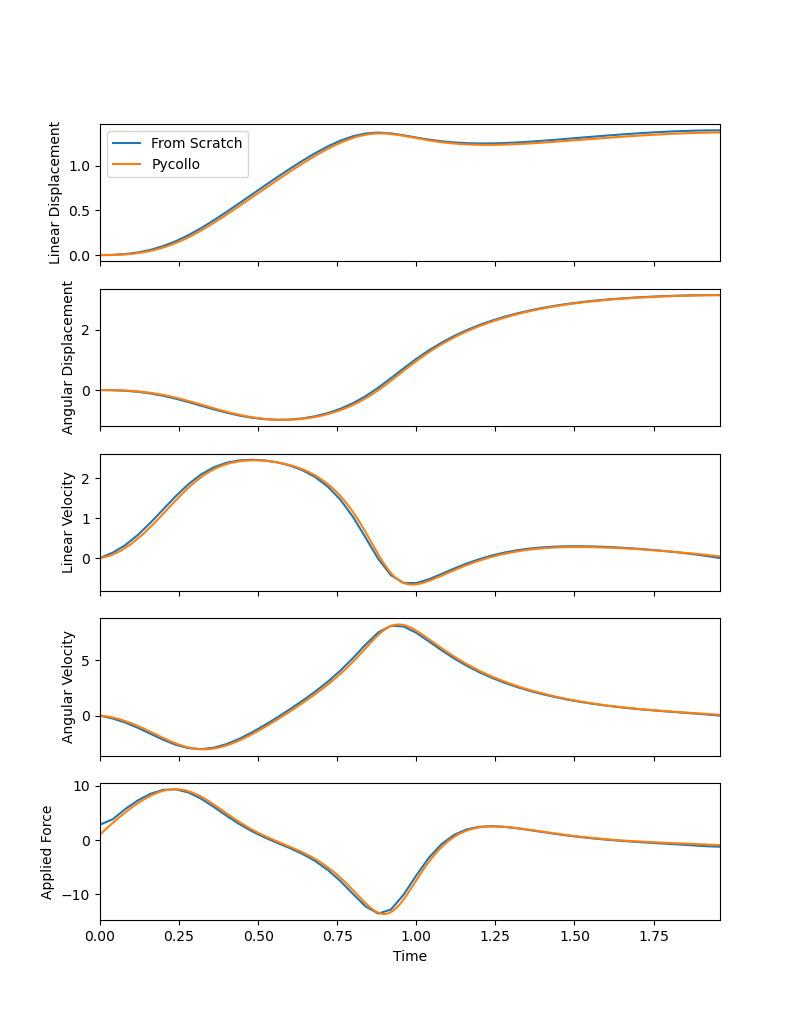 From Scratch
Pycollo
Linear Displacement
1.0
0.5
0.0
Angular Displacement
2
0
Linear Velocity
2
1
0
Angular Velocity
5
0
Applied Force
10
0
−10
0.00 0.25 0.50 0.75 1.00 1.25 1.50 1.75
Time